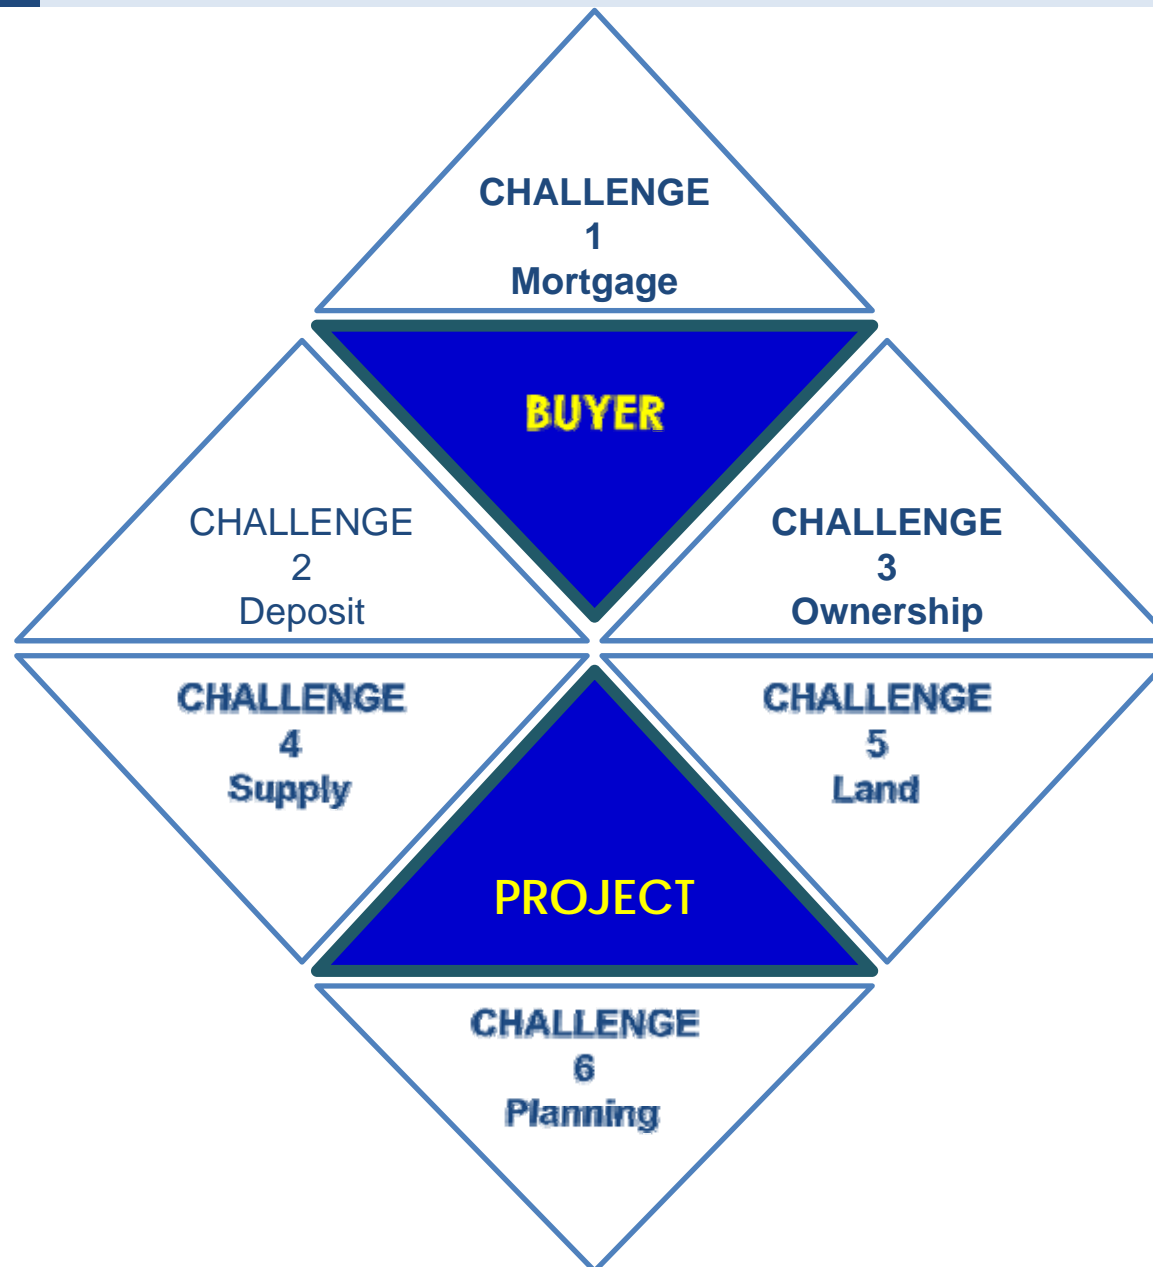 CHALLENGE
1
Mortgage
BUYER
CHALLENGE
2
Deposit
CHALLENGE
3
Ownership
CHALLENGE
4
Supply
CHALLENGE
5
Land
PROJECT
CHALLENGE
6
Planning